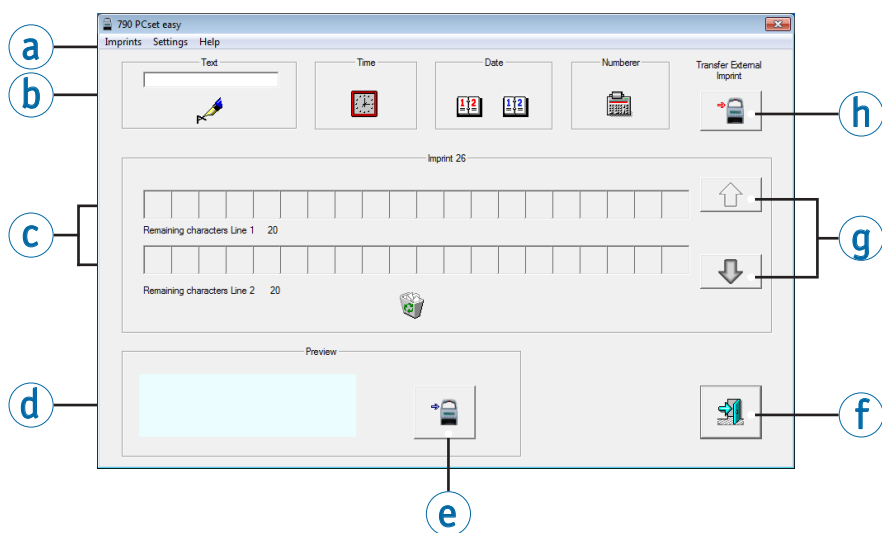 790 PCset easy
a
Imprints Settings Help
b
Text
Time
Date
Numberer
Transfer External
Imprint
h
Imprint 26
c
Remaining characters Line 1 20
g
Remaining characters Line 2 20
Preview
d
f
e